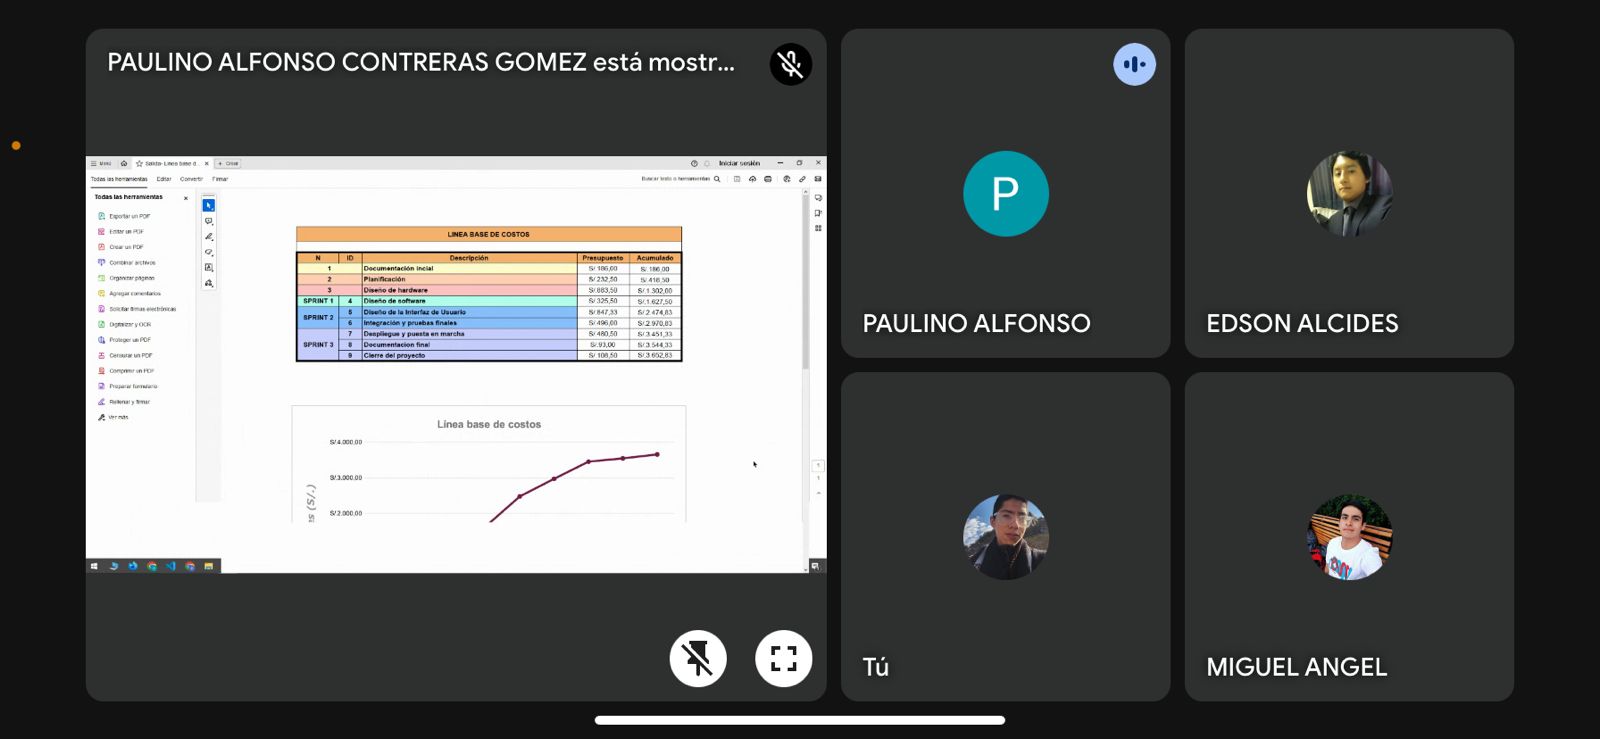 PAULINO ALFONSO CONTRERAS GOMEZ está mostr...
Menú
Salida- Linea base d...
+ Crear
Iniciar sesión
Todas las herramientas Editar Convertir Firmar
Buscar texto o herramientas
Todas las herramientas
Exportar un PDF
Editar un PDF
Crear un PDF
Combinar archivos
Organizar páginas
Agregar comentarios
Solicitar firmas electrónicas
Digitalizar y OCR
Proteger un PDF
Censurar un PDF
Comprimir un PDF
Preparar formulario
Rellenar y firmar
Ver más
LINEA BASE DE COSTOS
N ID Descripción Presupuesto Acumulado
1 Documentación incial S/.186,00 S/.186,00
2 Planificación S/.232,50 S/.418,50
3 Diseño de hardware S/.883,50 S/.1.302,00
SPRINT 1 4 Diseño de software S/.325,50 S/.1.627,50
SPRINT 2 5 Diseño de la Interfaz de Usuario S/.847,33 S/.2.474,83
6 Integración y pruebas finales S/.496,00 S/.2.970,83
SPRINT 3 7 Despliegue y puesta en marcha S/.480,50 S/.3.451,33
8 Documentacion final S/.93,00 S/.3.544,33
9 Cierre del proyecto S/.108,50 S/.3.652,83
Línea base de costos
S/.4.000,00
S/.3.000,00
S/.2.000,00
(S/.)
1
1
P
PAULINO ALFONSO
EDSON ALCIDES
Tú
MIGUEL ANGEL